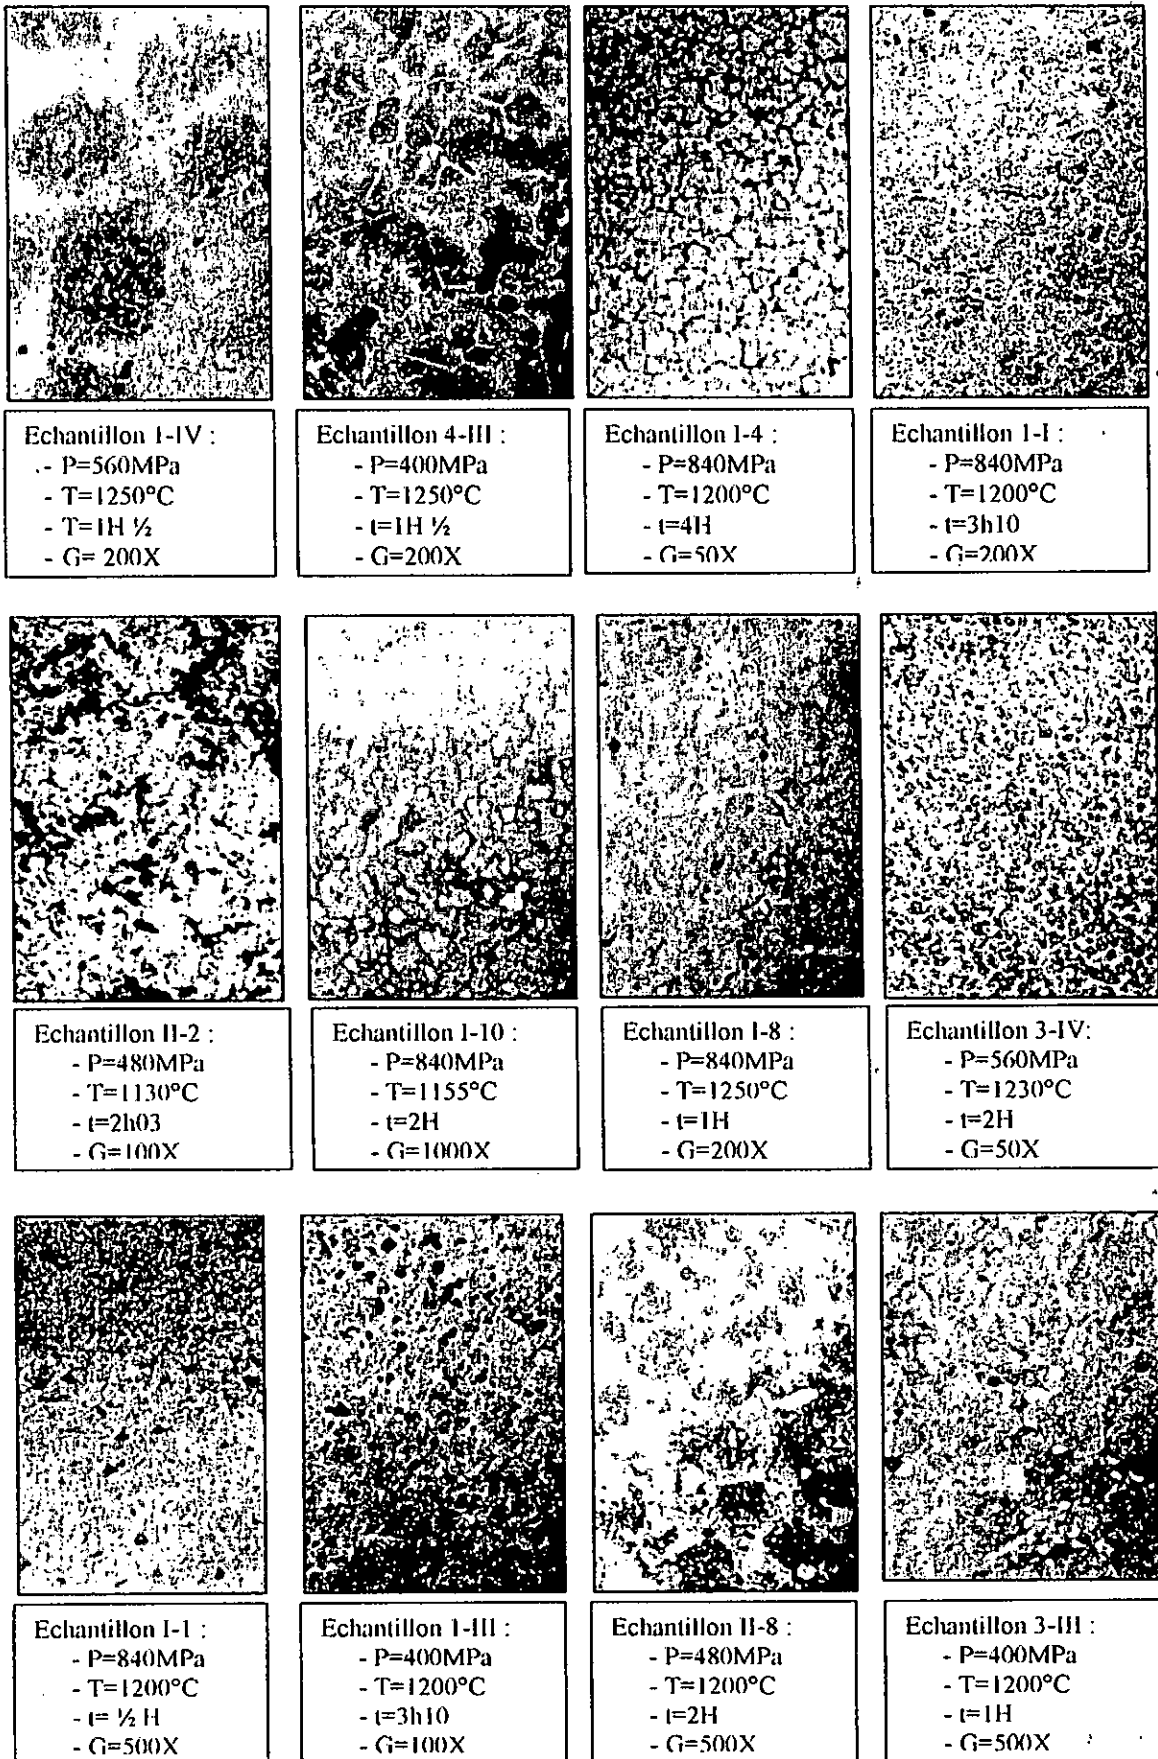 Echantillon 1-IV :
- P=560MPa
- T=1250°C
- T=1H ½
- G= 200X
Echantillon 4-III :
- P=400MPa
- T=1250°C
- t=1H ½
- G=200X
Echantillon I-4 :
- P=840MPa
- T=1200°C
- t=4H
- G=50X
Echantillon 1-I :
- P=840MPa
- T=1200°C
- t=3h10
- G=200X
Echantillon II-2 :
- P=480MPa
- T=1130°C
- t=2h03
- G=100X
Echantillon I-10 :
- P=840MPa
- T=1155°C
- t=2H
- G=1000X
Echantillon I-8 :
- P=840MPa
- T=1250°C
- t=1H
- G=200X
Echantillon 3-IV:
- P=560MPa
- T=1230°C
- t=2H
- G=50X
Echantillon I-1 :
- P=840MPa
- T=1200°C
- t= ½ H
- G=500X
Echantillon 1-III :
- P=400MPa
- T=1200°C
- t=3h10
- G=100X
Echantillon II-8 :
- P=480MPa
- T=1200°C
- t=2H
- G=500X
Echantillon 3-III :
- P=400MPa
- T=1200°C
- t=1H
- G=500X